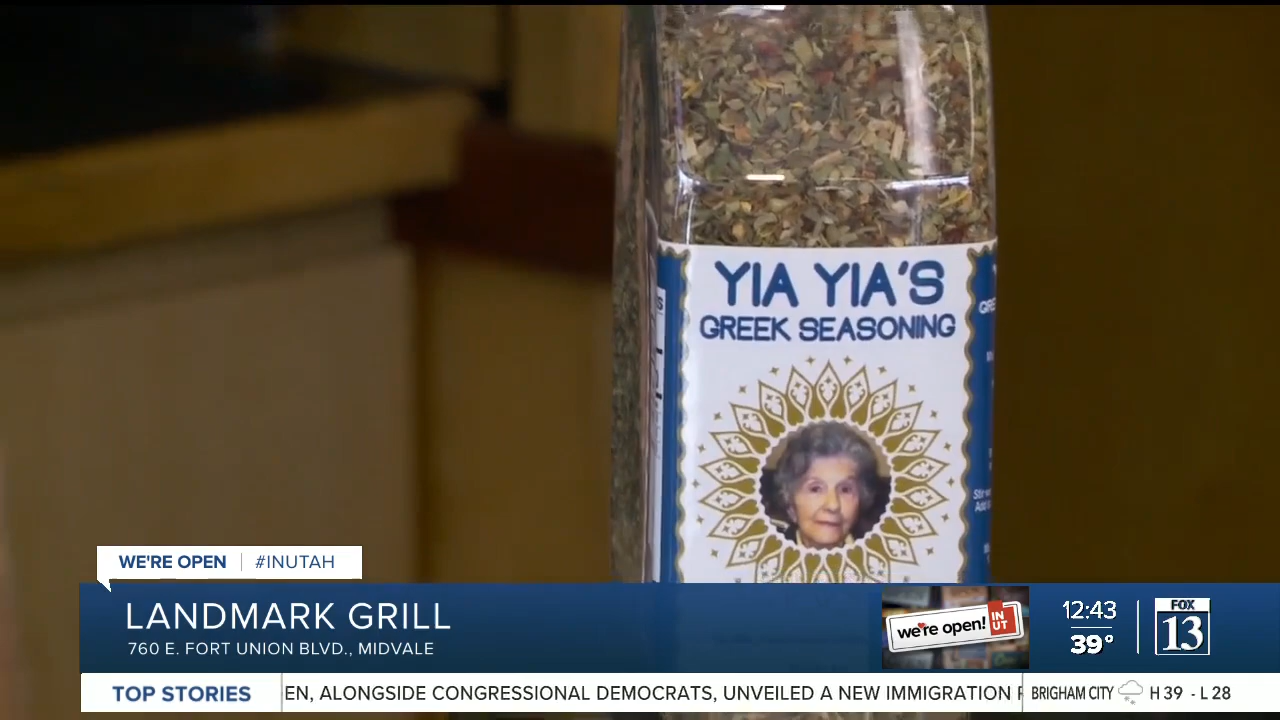 YIA YIA'S
GREEK SEASONING
WE'RE OPEN #INUTAH
LANDMARK GRILL
760 E. FORT UNION BLVD., MIDVALE
we're open! IN UT
12:43
39°
FOX
13
TOP STORIES
EN, ALONGSIDE CONGRESSIONAL DEMOCRATS, UNVEILED A NEW IMMIGRATION
BRIGHAM CITY H 39 - L 28